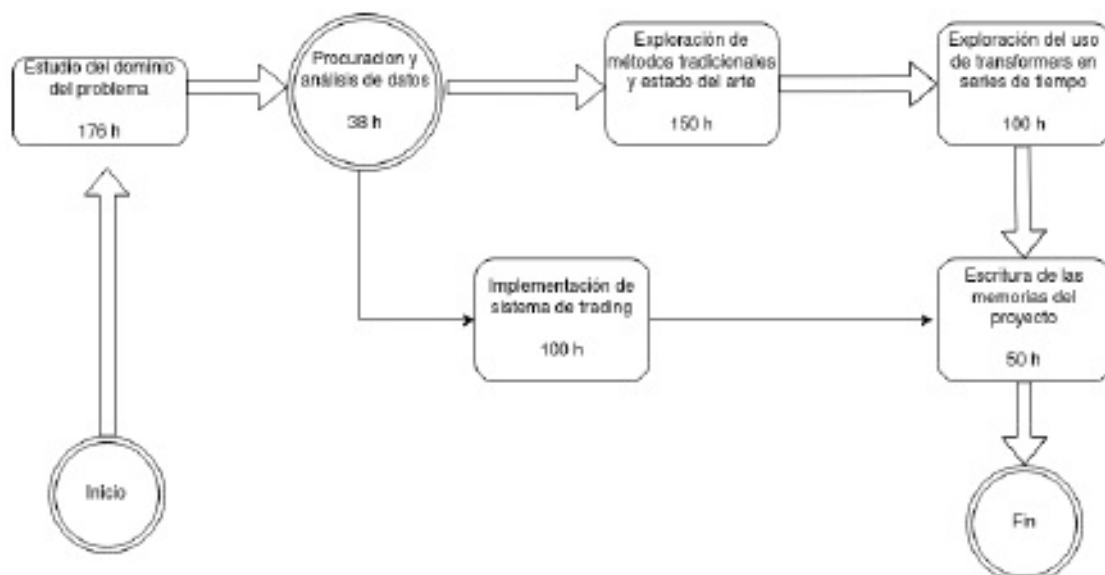 Estudio del dominio
del problema
176 h
Procuracion y
análisis de datos
38 h
Exploración de
métodos tradicionales
y estado del arte
150 h
Exploración del uso
de transformers en
series de tiempo
100 h
Implementación de
sistema de trading
100 h
Escritura de las
memorias del
proyecto
50 h
Inicio
Fin